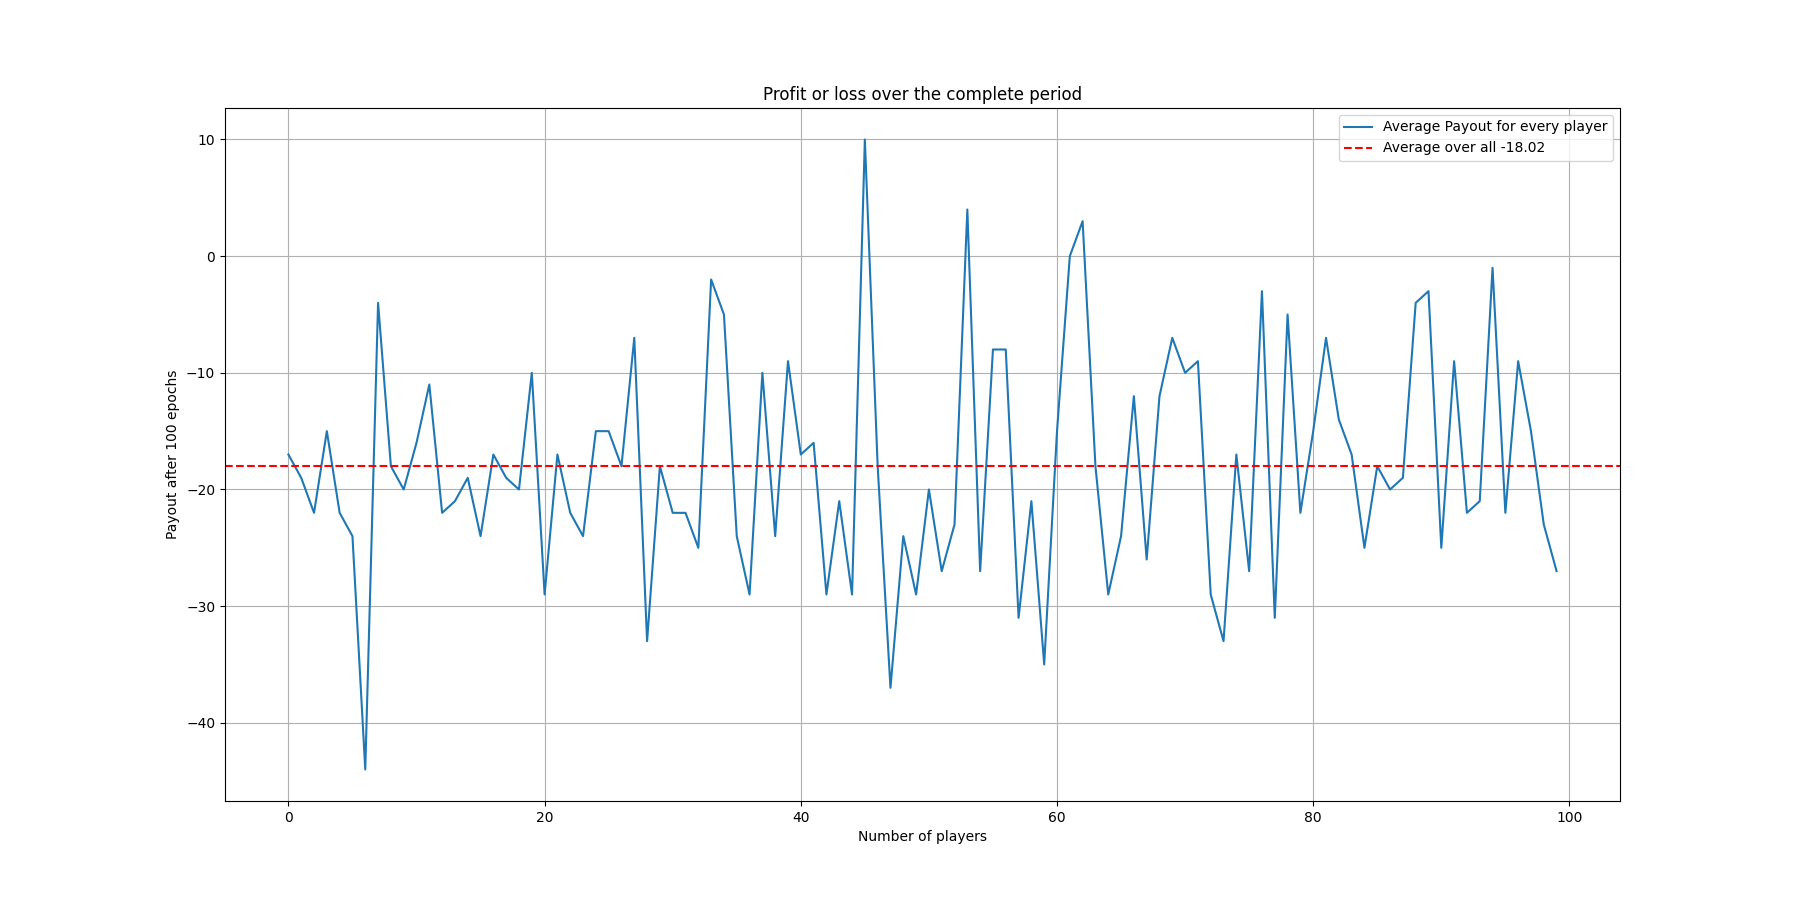 Profit or loss over the complete period
Average Payout for every player
Average over all -18.02
10
0
−10
−20
−30
−40
Payout after 100 epochs
0 20 40 60 80 100
Number of players